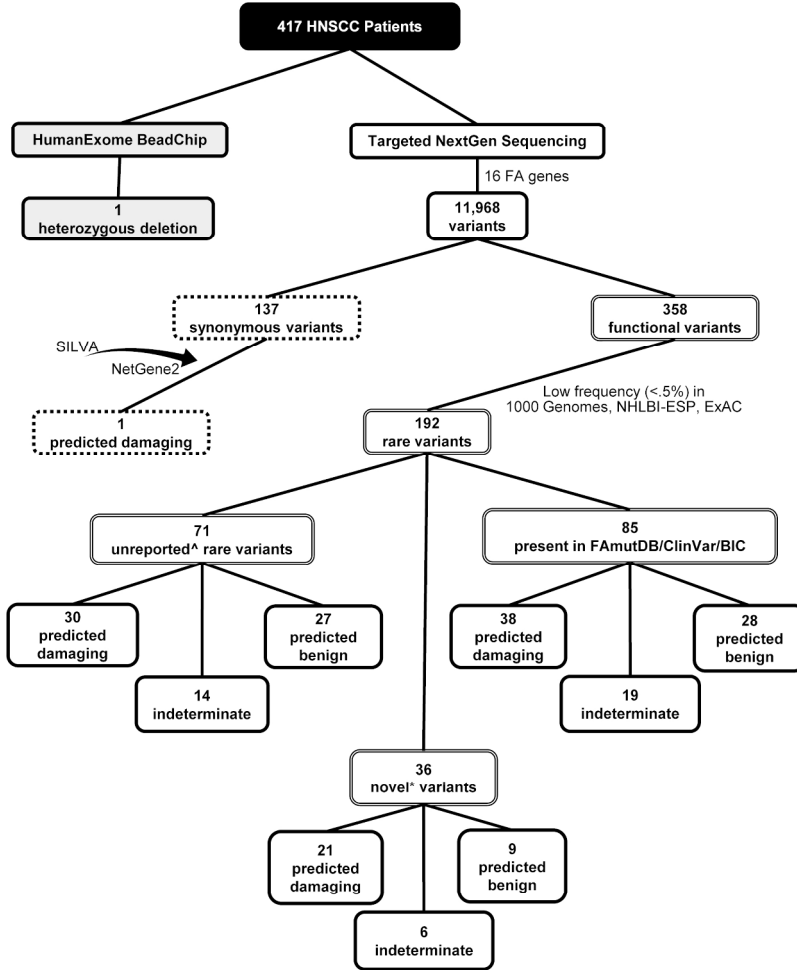 417 HNSCC Patients
HumanExome BeadChip
Targeted NextGen Sequencing
16 FA genes
1
heterozygous deletion
11,968
variants
137
synonymous variants
358
functional variants
SILVA
NetGene2
Low frequency (<.5%) in
1000 Genomes, NHLBI-ESP, ExAC
1
predicted damaging
192
rare variants
71
unreported^ rare variants
85
present in FAmutDB/ClinVar/BIC
30
predicted
damaging
27
predicted
benign
38
predicted
damaging
28
predicted
benign
14
indeterminate
19
indeterminate
36
novel* variants
21
predicted
damaging
9
predicted
benign
6
indeterminate